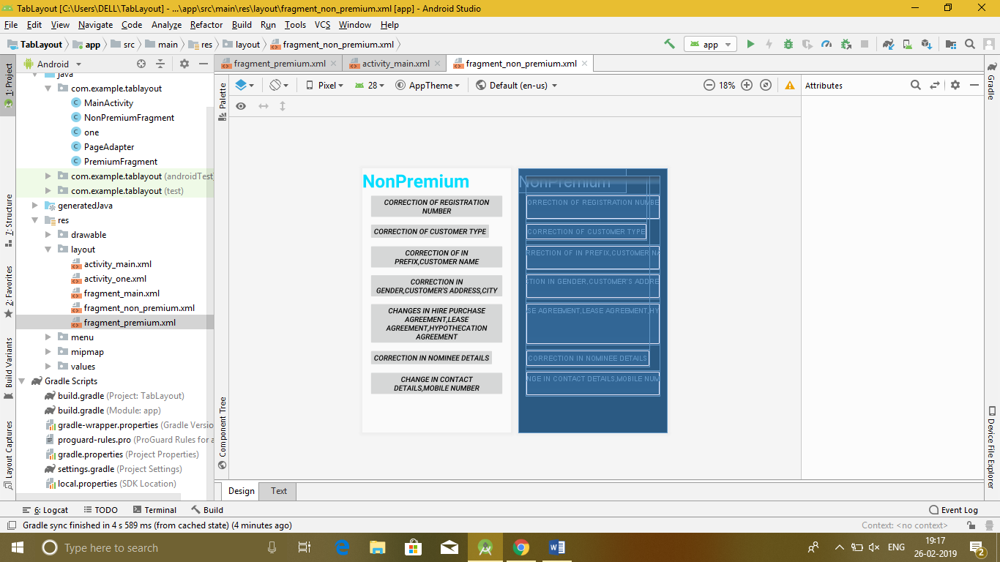 TabLayout [C:\Users\DELL\TabLayout] - ...\app\src\main\res\layout\fragment_non_premium.xml [app] - Android Studio
File Edit View Navigate Code Analyze Refactor Build Run Tools VCS Window Help
TabLayout app src main res layout fragment_non_premium.xml app
1: Project
Android
fragment_premium.xml activity_main.xml fragment_non_premium.xml
Gradle
java
com.example.tablayout
MainActivity
NonPremiumFragment
one
PageAdapter
PremiumFragment
com.example.tablayout (androidTest
com.example.tablayout (test)
generatedJava
res
drawable
layout
activity_main.xml
activity_one.xml
fragment_main.xml
fragment_non_premium.xml
fragment_premium.xml
menu
mipmap
values
Gradle Scripts
build.gradle (Project: TabLayout)
build.gradle (Module: app)
gradle-wrapper.properties (Gradle Versio
proguard-rules.pro (ProGuard Rules for a
gradle.properties (Project Properties)
settings.gradle (Project Settings)
local.properties (SDK Location)
7: Structure
2: Favorites
Build Variants
Layout Captures
Palette
Component Tree
Pixel 28 AppTheme Default (en-us) 18%
Attributes
NonPremium
CORRECTION OF REGISTRATION
NUMBER
CORRECTION OF CUSTOMER TYPE
CORRECTION OF IN
PREFIX,CUSTOMER NAME
CORRECTION IN
GENDER,CUSTOMER'S ADDRESS,CITY
CHANGES IN HIRE PURCHASE
AGREEMENT,LEASE
AGREEMENT,HYPOTHECATION
AGREEMENT
CORRECTION IN NOMINEE DETAILS
CHANGE IN CONTACT
DETAILS,MOBILE NUMBER
NonPremium
ORRECTION OF REGISTRATION NUMBE
CORRECTION OF CUSTOMER TYPE
RRECTION OF IN PREFIX,CUSTOMER NA
CTION IN GENDER,CUSTOMER'S ADDRE
SE AGREEMENT,LEASE AGREEMENT,HY
CORRECTION IN NOMINEE DETAILS
NGE IN CONTACT DETAILS,MOBILE NUM
Device File Explorer
Design Text
6: Logcat TODO Terminal Build Event Log
Gradle sync finished in 4 s 589 ms (from cached state) (4 minutes ago) Context: <no context>
Type here to search
ENG
19:17
26-02-2019
2